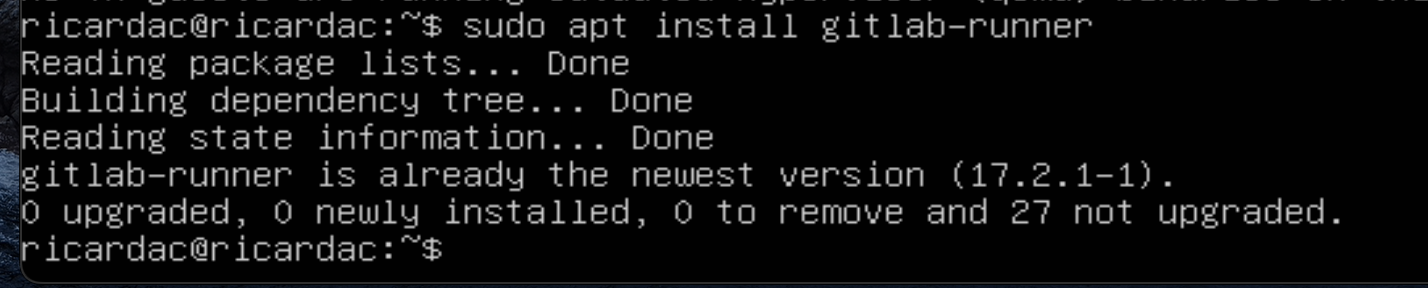 ricardac@ricardac:~$ sudo apt install gitlab-runner
Reading package lists... Done
Building dependency tree... Done
Reading state information... Done
gitlab-runner is already the newest version (17.2.1-1).
0 upgraded, 0 newly installed, 0 to remove and 27 not upgraded.
ricardac@ricardac:~$